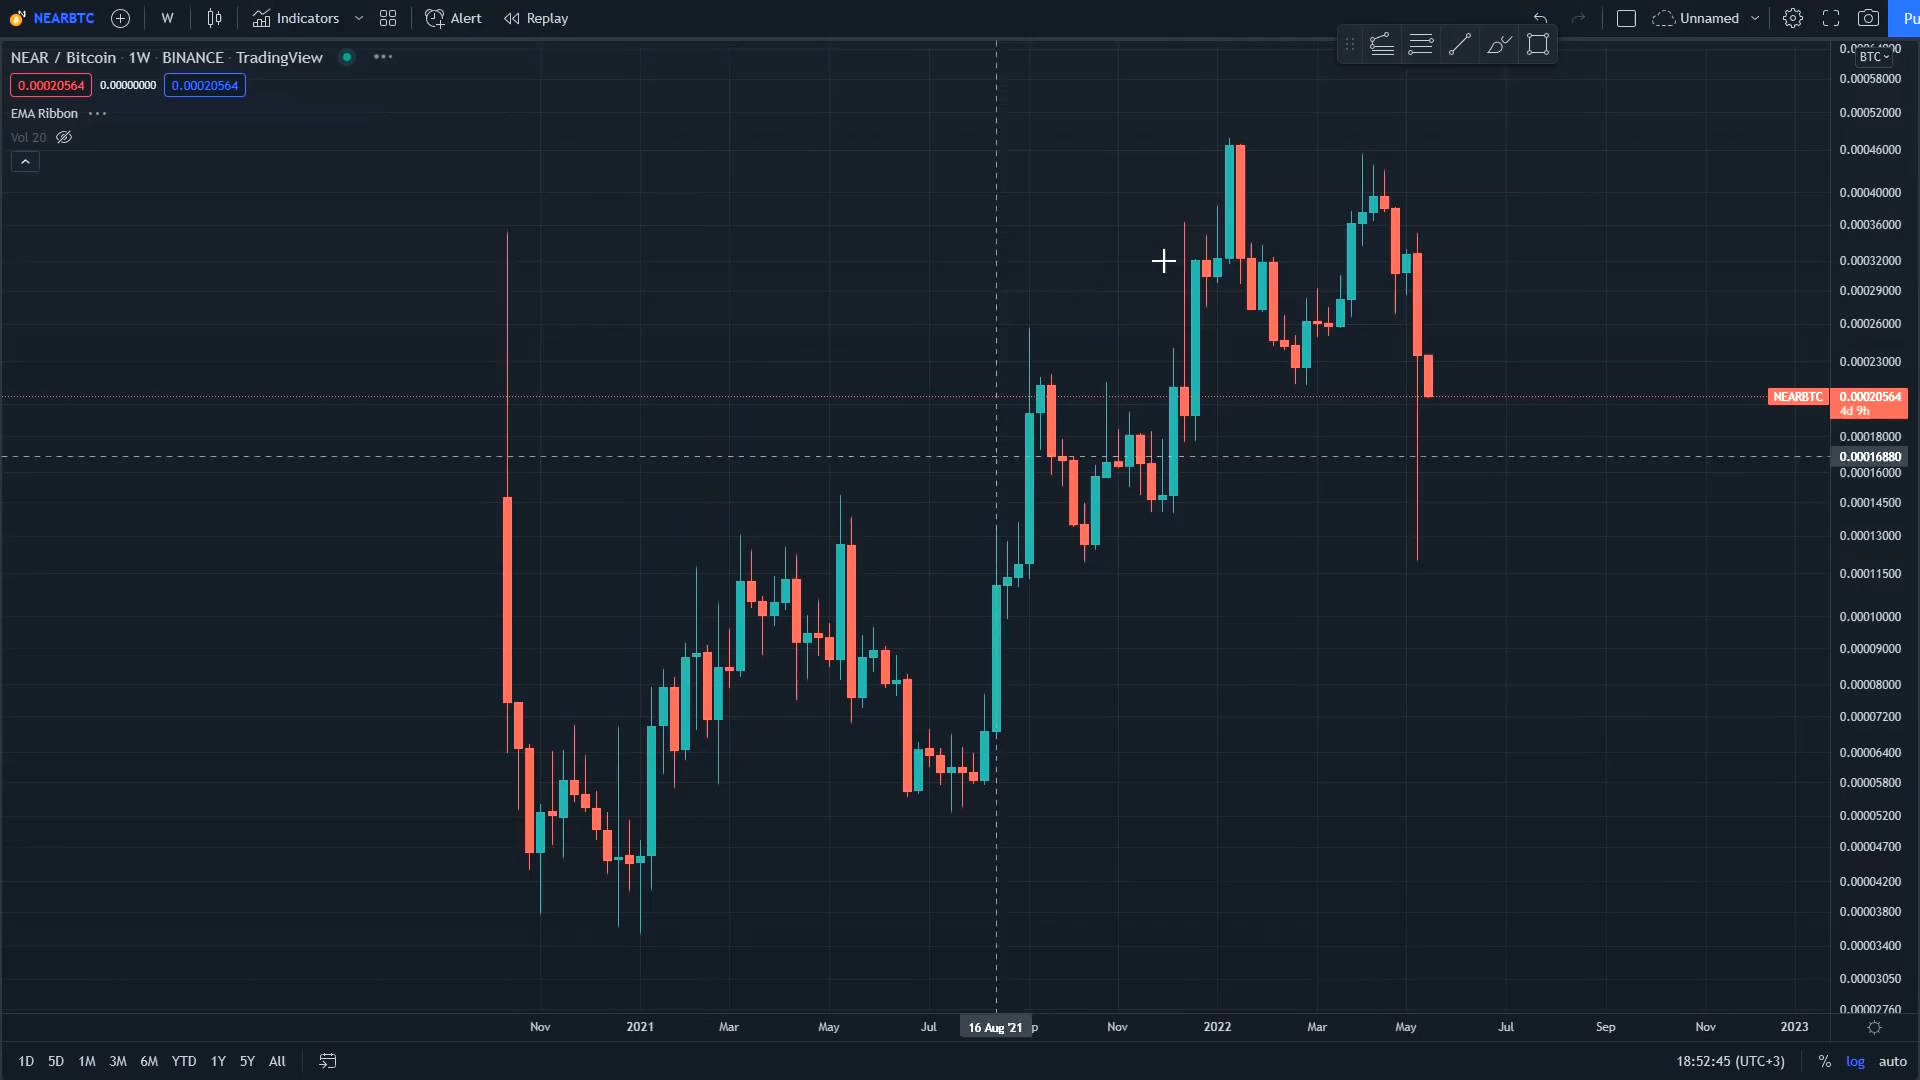 NEARBTC W Indicators Alert Replay Unnamed Pu
NEAR / Bitcoin · 1W · BINANCE · TradingView
0.00020564 0.00000000 0.00020564
EMA Ribbon
Vol 20
0.00064000
BTC
0.00058000
0.00052000
0.00046000
0.00040000
0.00036000
0.00032000
0.00029000
0.00026000
0.00023000
NEARBTC 0.00020564
4d 9h
0.00018000
0.00016880
0.00016000
0.00014500
0.00013000
0.00011500
0.00010000
0.00009000
0.00008000
0.00007200
0.00006400
0.00005800
0.00005200
0.00004700
0.00004200
0.00003800
0.00003400
0.00003050
0.00002760
Nov 2021 Mar May Jul 16 Aug '21 p Nov 2022 Mar May Jul Sep Nov 2023
1D 5D 1M 3M 6M YTD 1Y 5Y All 18:52:45 (UTC+3) % log auto